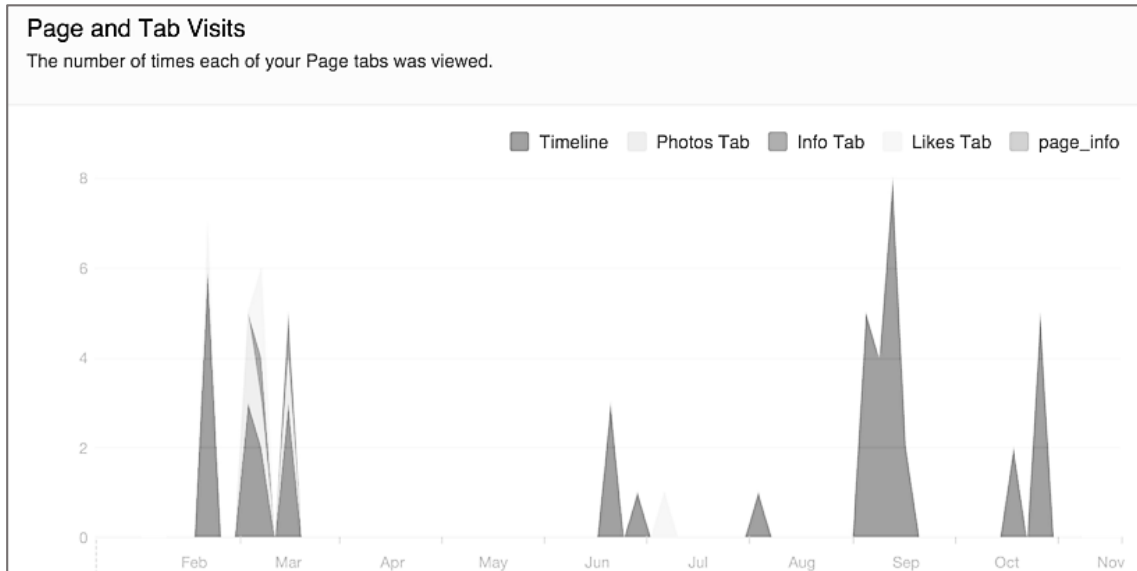 Page and Tab Visits
The number of times each of your Page tabs was viewed.
Timeline Photos Tab Info Tab Likes Tab page_info
8
6
4
2
0
Feb Mar Apr May Jun Jul Aug Sep Oct Nov